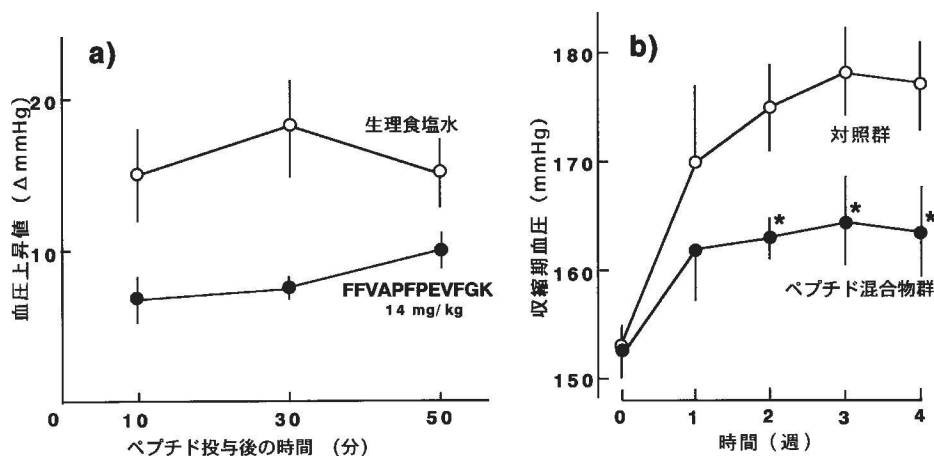 a)
血圧上昇値 (ΔmmHg)
20
10
0
生理食塩水
FFVAPFPEVFGK
14 mg/kg
10 30 50
ペプチド投与後の時間 (分)
b)
収縮期血圧 (mmHg)
180
170
160
150
対照群
* * *
ペプチド混合物群
0 1 2 3 4
時間 (週)